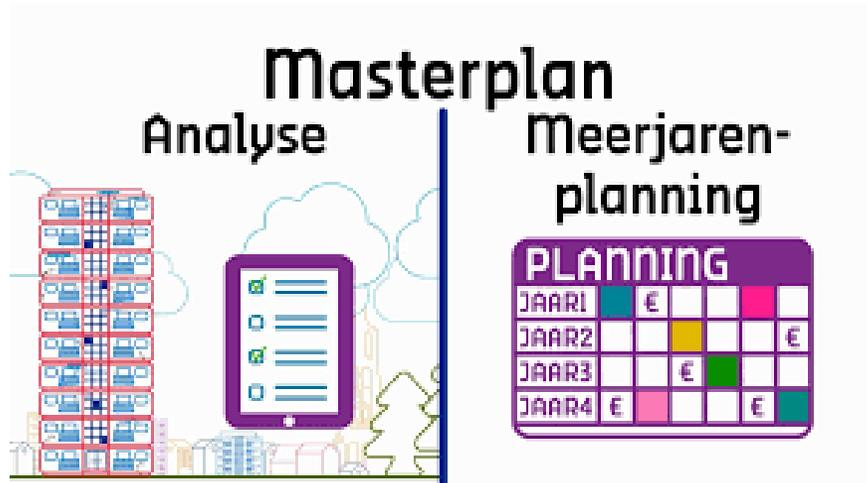 Masterplan
Analyse
Meerjaren-
planning
PLANNING
JAAR1 €
JAAR2 €
JAAR3 €
JAAR4 € €